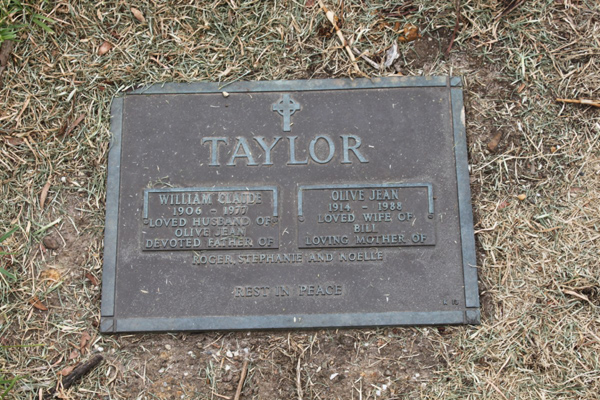 TAYLOR
WILLIAM CLAUDE
1906 - 1977
LOVED HUSBAND OF
OLIVE JEAN
DEVOTED FATHER OF
OLIVE JEAN
1914 - 1988
LOVED WIFE OF
BILL
LOVING MOTHER OF
ROGER, STEPHANIE AND NOELLE
REST IN PEACE